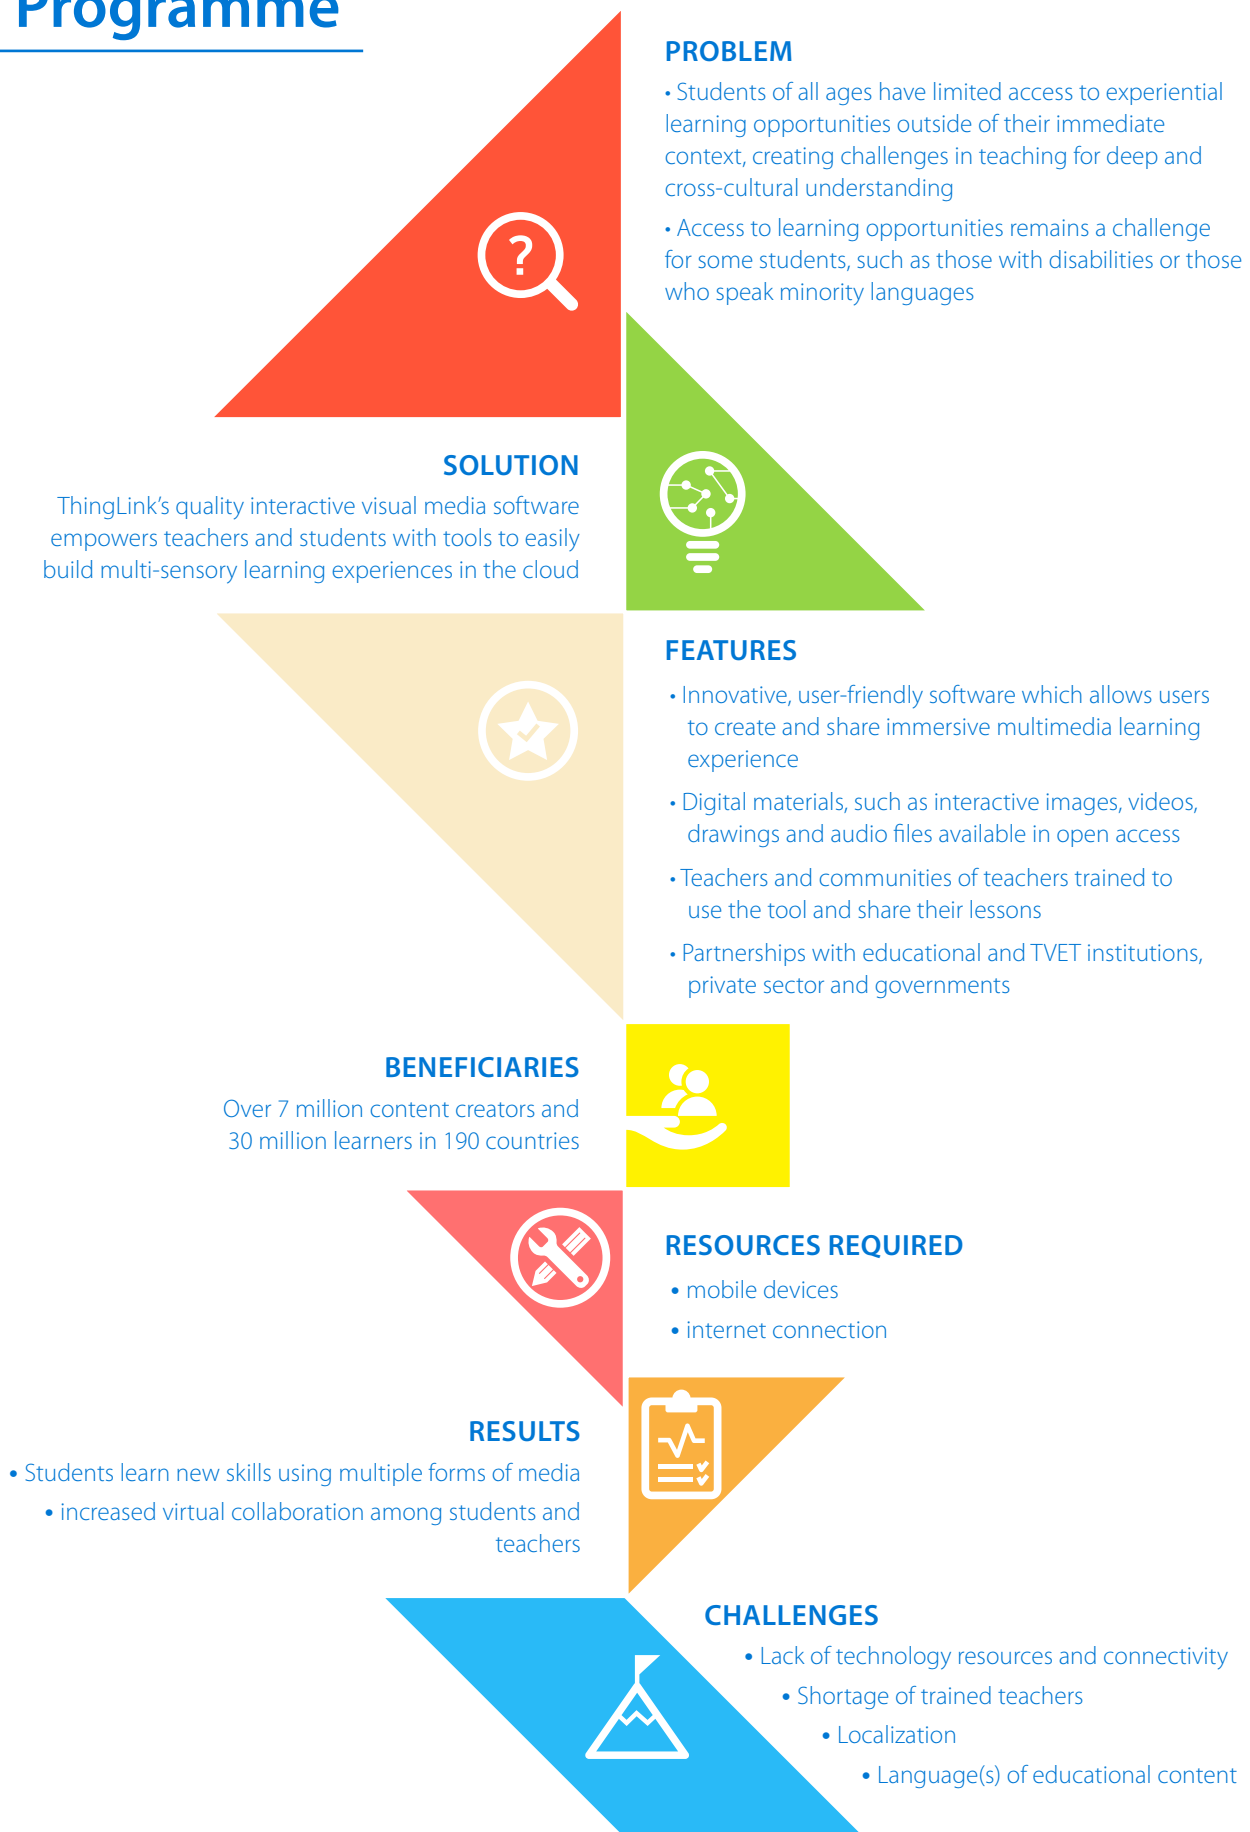 Programme
PROBLEM
• Students of all ages have limited access to experiential
learning opportunities outside of their immediate
context, creating challenges in teaching for deep and
cross-cultural understanding
• Access to learning opportunities remains a challenge
for some students, such as those with disabilities or those
who speak minority languages
SOLUTION
ThingLink's quality interactive visual media software
empowers teachers and students with tools to easily
build multi-sensory learning experiences in the cloud
FEATURES
• Innovative, user-friendly software which allows users
to create and share immersive multimedia learning
experience
• Digital materials, such as interactive images, videos,
drawings and audio files available in open access
• Teachers and communities of teachers trained to
use the tool and share their lessons
• Partnerships with educational and TVET institutions,
private sector and governments
BENEFICIARIES
Over 7 million content creators and
30 million learners in 190 countries
RESOURCES REQUIRED
• mobile devices
• internet connection
RESULTS
• Students learn new skills using multiple forms of media
• increased virtual collaboration among students and
teachers
CHALLENGES
• Lack of technology resources and connectivity
• Shortage of trained teachers
• Localization
• Language(s) of educational content